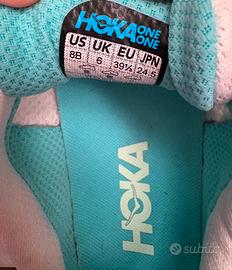 HOKA ONE ONE
US UK EU JPN
8B 6 39⅓ 24.5
HOKA
subito